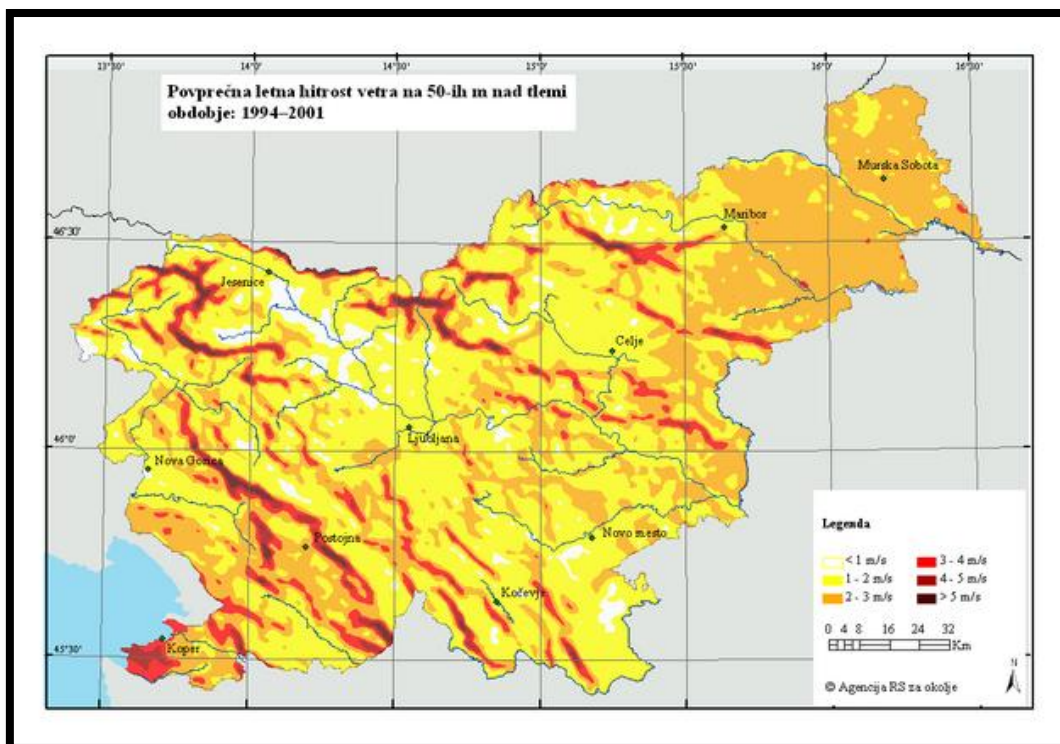 13°30' 14°0' 14°30' 15°0' 15°30' 16°0' 16°30'
Povprečna letna hitrost vetra na 50-ih m nad tlemi
obdobje: 1994–2001
Murska Sobota
Maribor
46°30'
Jesenice
Celje
Ljubljana
46°0'
Nova Gorica
Postojna
Novo mesto
Kočevje
Koper
45°30'
Legenda
< 1 m/s 3 - 4 m/s
1 - 2 m/s 4 - 5 m/s
2 - 3 m/s > 5 m/s
0 4 8 16 24 32
Km
N
© Agencija RS za okolje